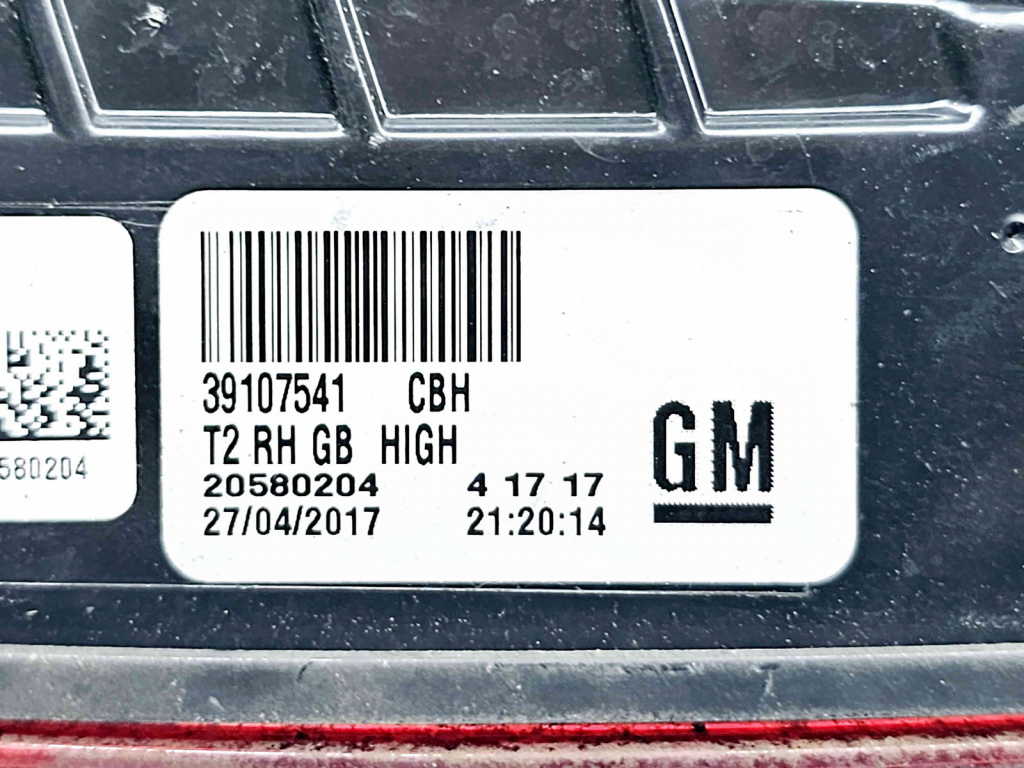 39107541 CBH
T2 RH GB HIGH
20580204 4 17 17
27/04/2017 21:20:14
GM
580204